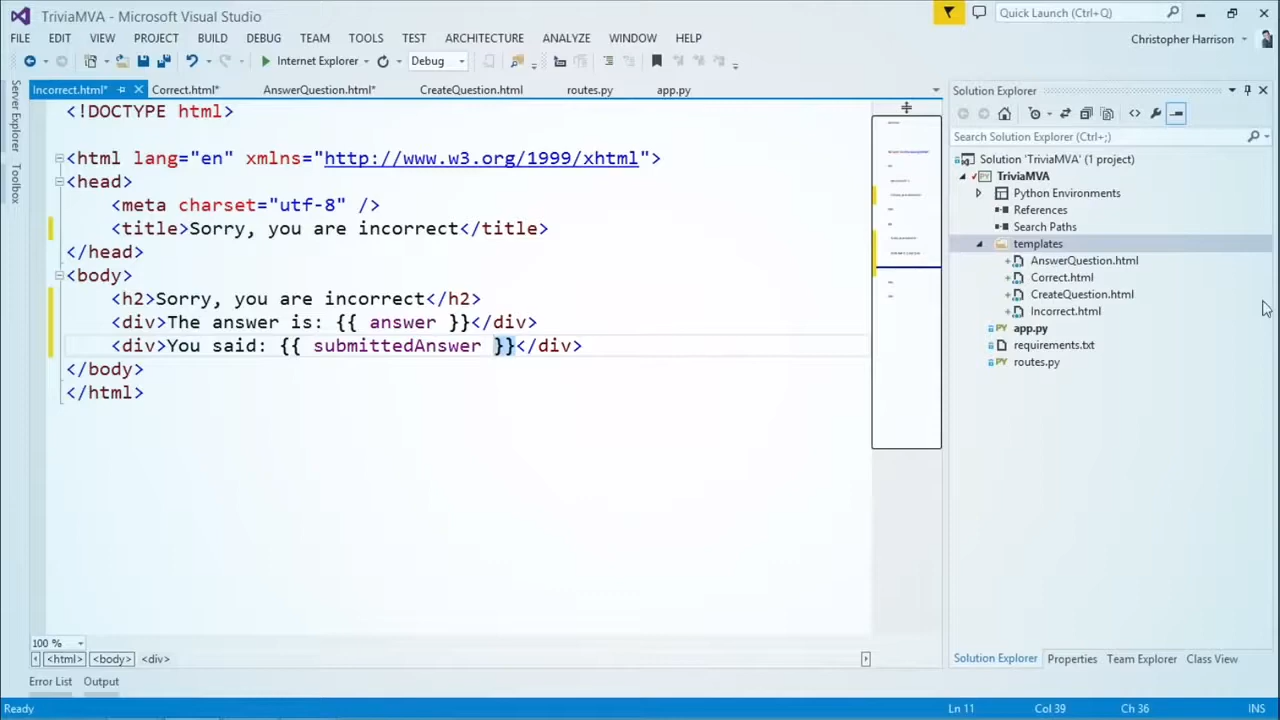 TriviaMVA - Microsoft Visual Studio
Quick Launch (Ctrl+Q)
FILE EDIT VIEW PROJECT BUILD DEBUG TEAM TOOLS TEST ARCHITECTURE ANALYZE WINDOW HELP
Christopher Harrison
Internet Explorer Debug
Server Explorer
Toolbox
Incorrect.html* Correct.html* AnswerQuestion.html* CreateQuestion.html routes.py app.py
<!DOCTYPE html>
<html lang="en" xmlns="http://www.w3.org/1999/xhtml">
<head>
<meta charset="utf-8" />
<title>Sorry, you are incorrect</title>
</head>
<body>
<h2>Sorry, you are incorrect</h2>
<div>The answer is: {{ answer }}</div>
<div>You said: {{ submittedAnswer }}</div>
</body>
</html>
100 %
<html> <body> <div>
Error List Output
Solution Explorer
Search Solution Explorer (Ctrl+;)
Solution 'TriviaMVA' (1 project)
TriviaMVA
Python Environments
References
Search Paths
templates
AnswerQuestion.html
Correct.html
CreateQuestion.html
Incorrect.html
app.py
requirements.txt
routes.py
Solution Explorer Properties Team Explorer Class View
Ready Ln 11 Col 39 Ch 36 INS